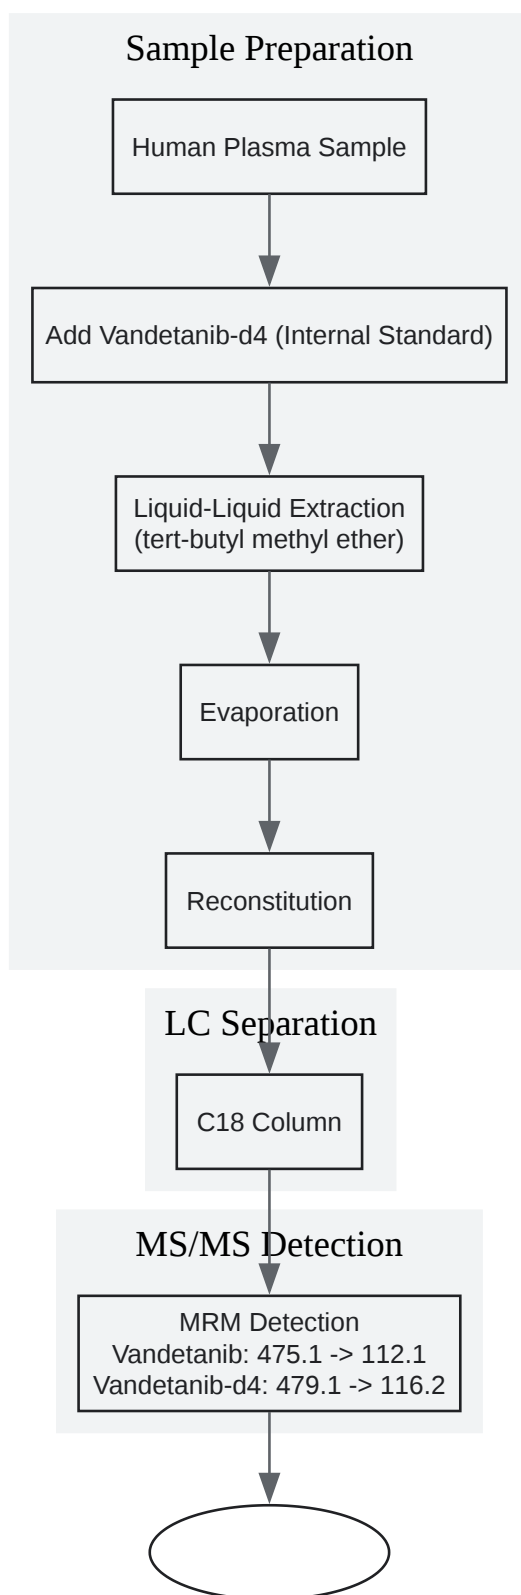 Sample Preparation
Human Plasma Sample
Add Vandetanib-d4 (Internal Standard)
Liquid-Liquid Extraction
(tert-butyl methyl ether)
Evaporation
Reconstitution
LC Separation
C18 Column
MS/MS Detection
MRM Detection
Vandetanib: 475.1 -> 112.1
Vandetanib-d4: 479.1 -> 116.2